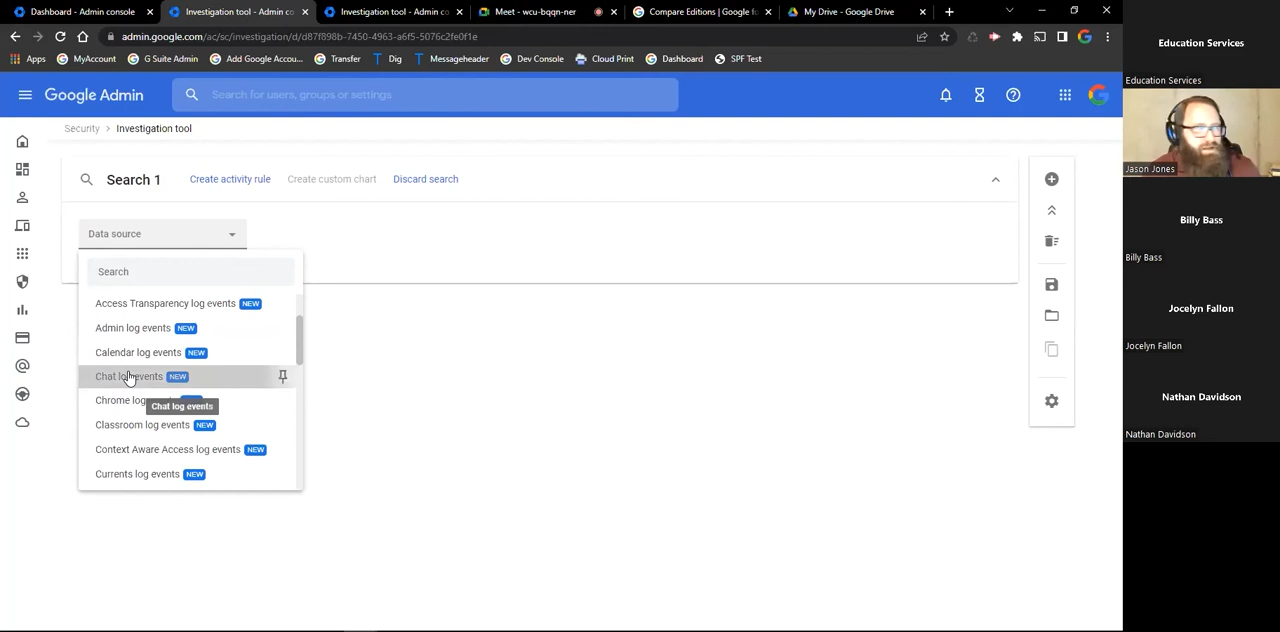 Dashboard - Admin console
Investigation tool - Admin co
Investigation tool - Admin co
Meet - wcu-bqqn-ner
Compare Editions | Google f
My Drive - Google Drive
admin.google.com/ac/sc/investigation/d/d87f898b-7450-4963-a6f5-5076c2fe0f1e
Apps
MyAccount
G Suite Admin
Add Google Accou...
Transfer
Dig
Messageheader
Dev Console
Cloud Print
Dashboard
SPF Test
Google Admin
Search for users, groups or settings
Security > Investigation tool
Search 1
Create activity rule
Create custom chart
Discard search
Data source
Search
Access Transparency log events NEW
Admin log events NEW
Calendar log events NEW
Chat log events NEW
Chrome log
Chat log events
Classroom log events NEW
Context Aware Access log events NEW
Currents log events NEW
Education Services
Education Services
Jason Jones
Billy Bass
Billy Bass
Jocelyn Fallon
Jocelyn Fallon
Nathan Davidson
Nathan Davidson